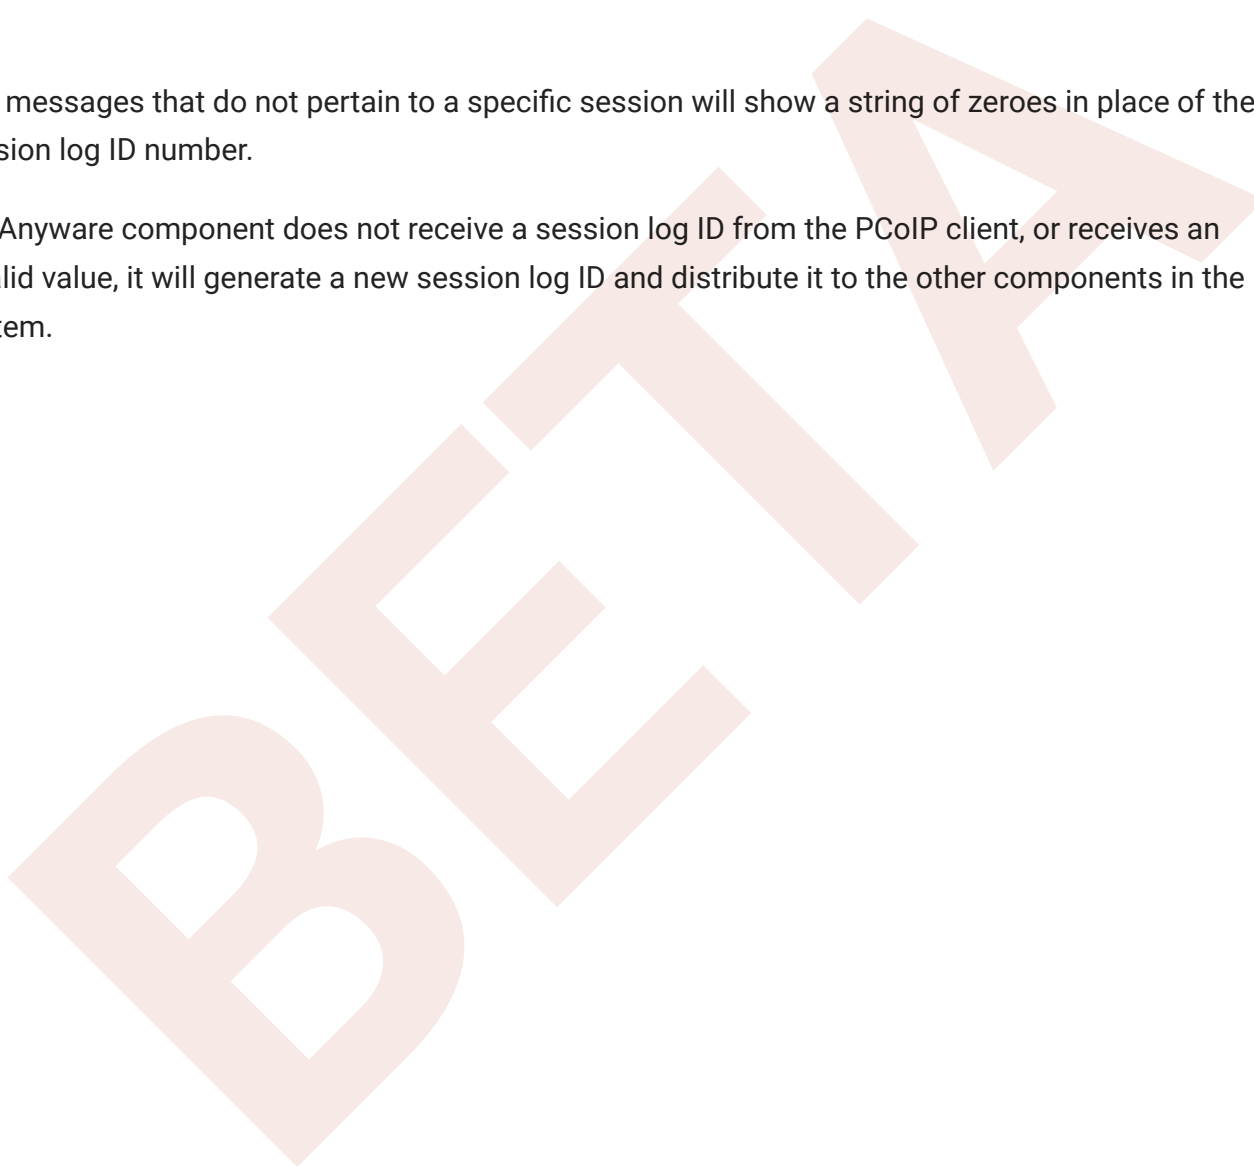 messages that do not pertain to a specific session will show a string of zeroes in place of the
sion log ID number.
Anyware component does not receive a session log ID from the PCoIP client, or receives an
lid value, it will generate a new session log ID and distribute it to the other components in the
tem.
BETA